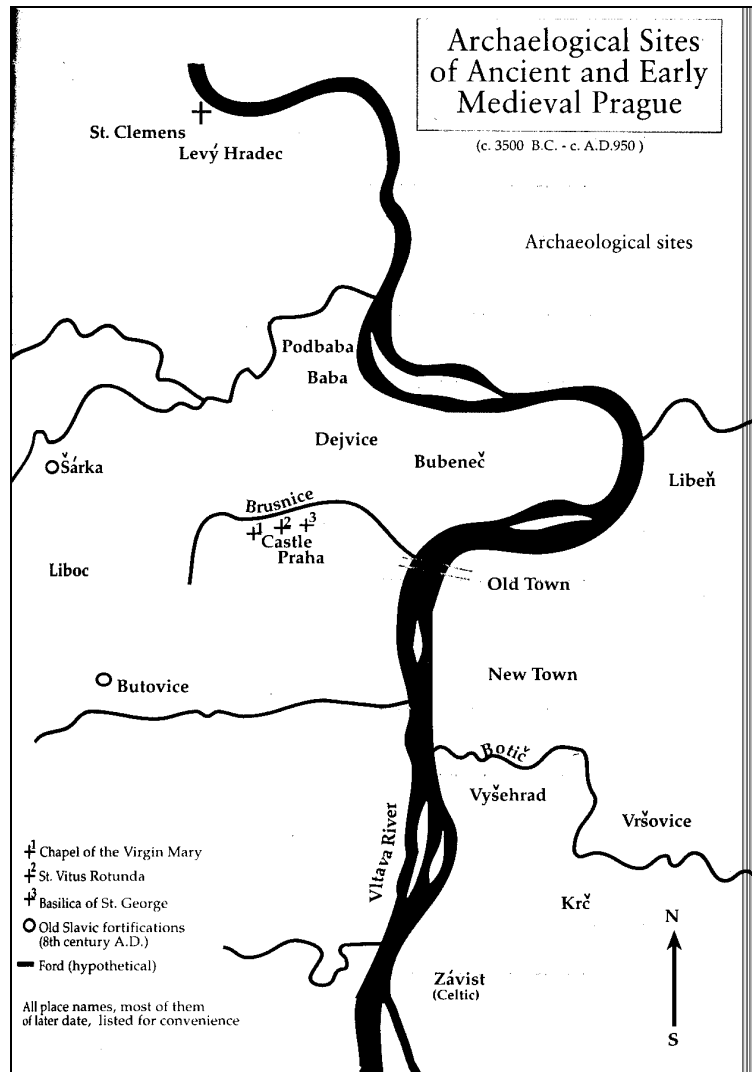 Archaelogical Sites
of Ancient and Early
Medieval Prague
(c. 3500 B.C. - c. A.D.950 )
St. Clemens
Levý Hradec
Archaeological sites
Podbaba
Baba
Dejvice
Bubeneč
Šárka
Libeň
Brusnice
1 2 3
Castle
Praha
Liboc
Old Town
Butovice
New Town
Botič
Vyšehrad
Vršovice
Vltava River
Krč
Závist
(Celtic)
N
S
1 Chapel of the Virgin Mary
2 St. Vitus Rotunda
3 Basilica of St. George
Old Slavic fortifications
(8th century A.D.)
Ford (hypothetical)
All place names, most of them
of later date, listed for convenience